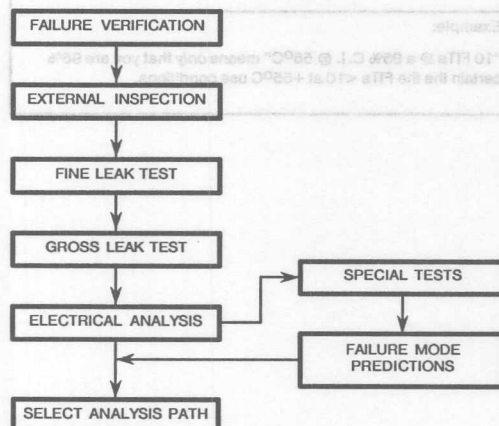 FAILURE VERIFICATION
EXTERNAL INSPECTION
FINE LEAK TEST
GROSS LEAK TEST
SPECIAL TESTS
ELECTRICAL ANALYSIS
FAILURE MODE
PREDICTIONS
SELECT ANALYSIS PATH